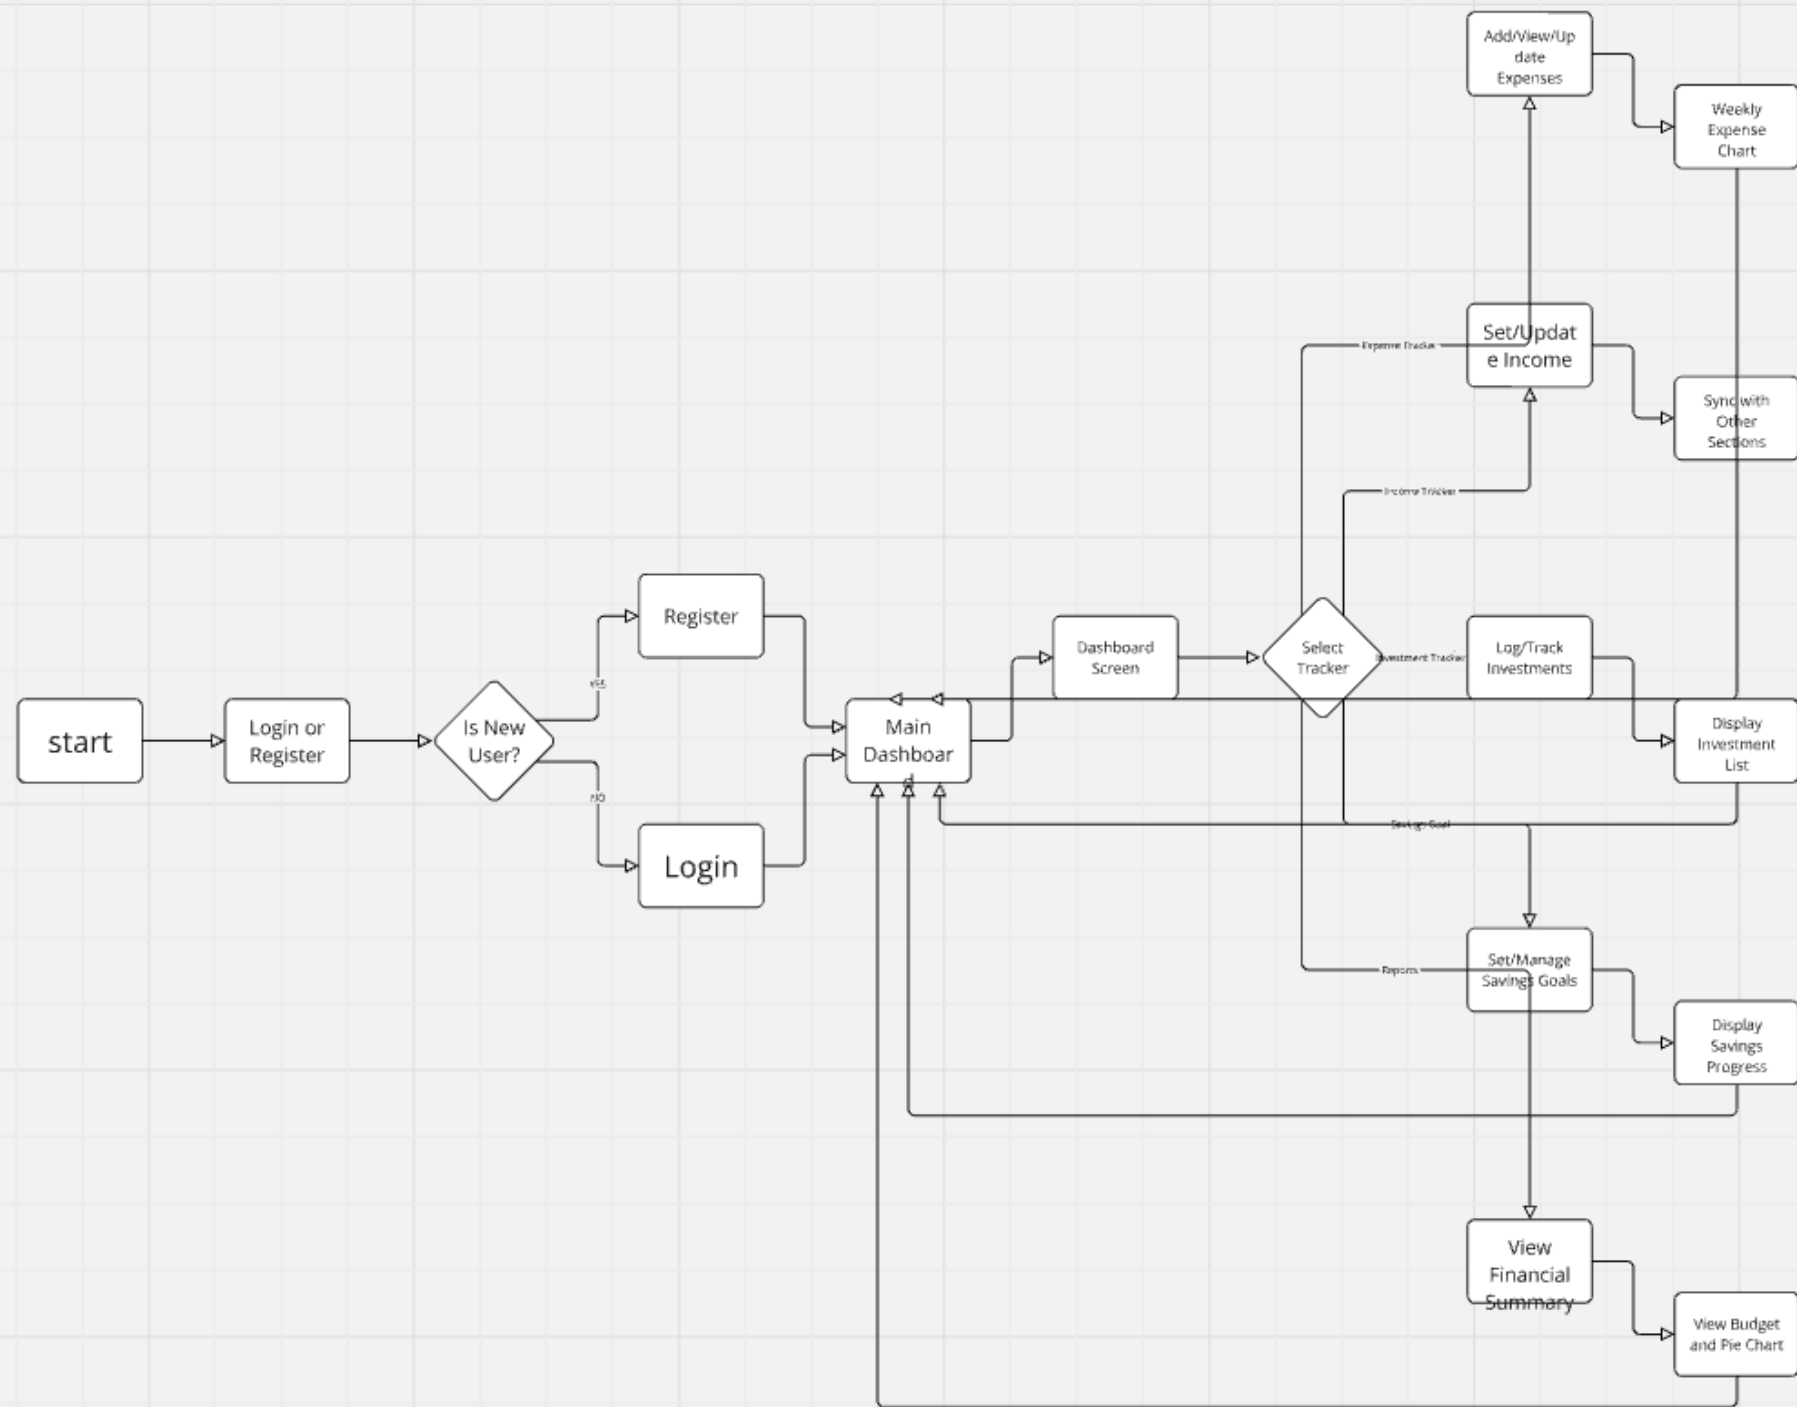 Add/View/Up
date
Expenses
Weekly
Expense
Chart
Set/Updat
e Income
Expense Tracker
Sync with
Other
Sections
Income Tracker
Register
YES
Dashboard
Screen
Select
Tracker
Investment Tracker
Log/Track
Investments
start
Login or
Register
Is New
User?
Main
Dashboar
d
Display
Investment
List
NO
Login
Savings Goal
Set/Manage
Savings Goals
Reports
Display
Savings
Progress
View
Financial
Summary
View Budget
and Pie Chart